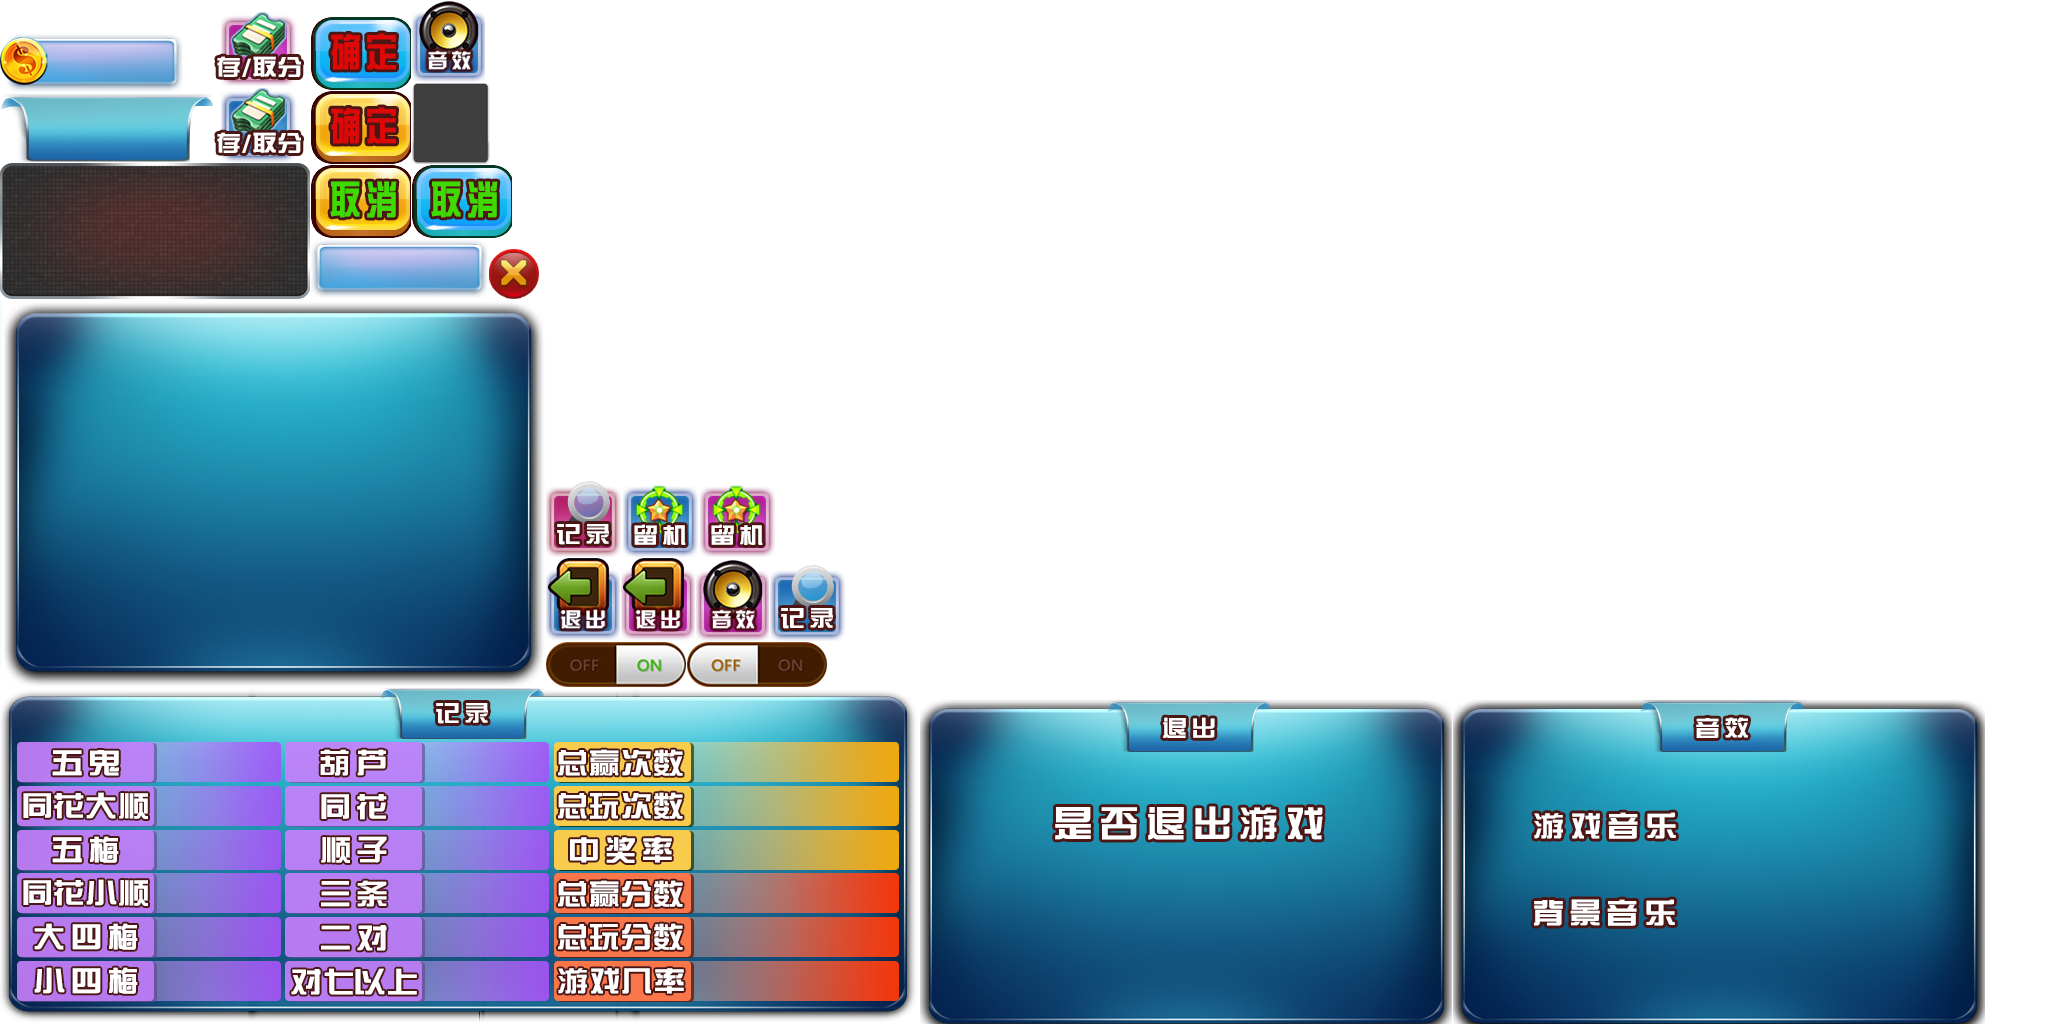 存/取分
确定
音效
存/取分
确定
取消
取消
记录
留机
留机
退出
退出
音效
记录
OFF ON
OFF ON
记录
五鬼
葫芦
总赢次数
同花大顺
同花
总玩次数
五梅
顺子
中奖率
同花小顺
三条
总赢分数
大四梅
二对
总玩分数
小四梅
对七以上
游戏几率
退出
是否退出游戏
音效
游戏音乐
背景音乐